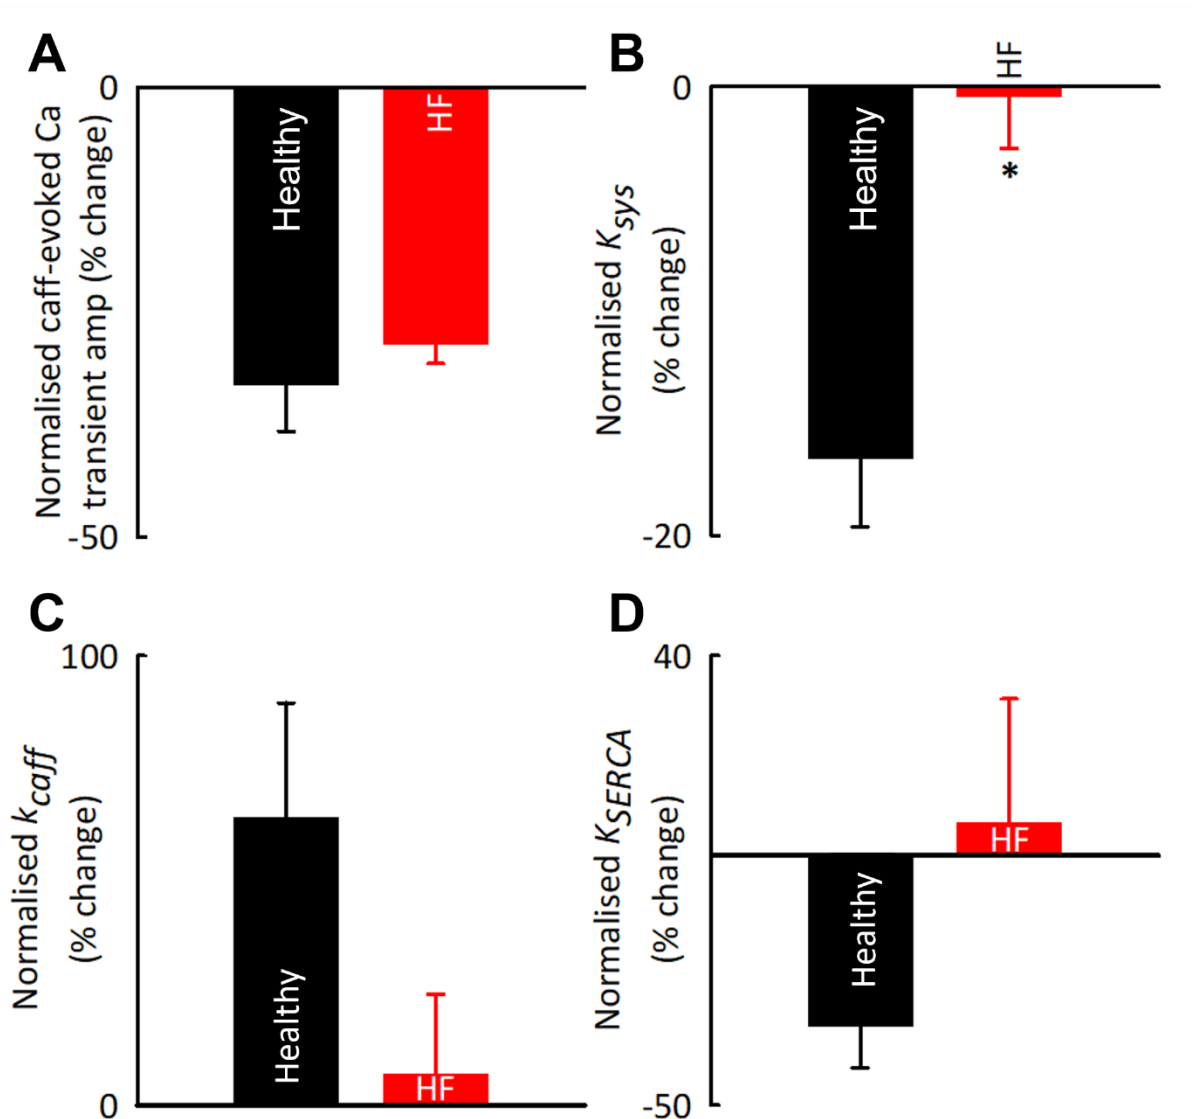 A
0
Normalised caff-evoked Ca
transient amp (% change)
Healthy
HF
-50
B
0
Normalised Ksys
(% change)
Healthy
HF
*
-20
C
100
Normalised kcaff
(% change)
Healthy
HF
0
D
40
Normalised KSERCA
(% change)
Healthy
HF
-50